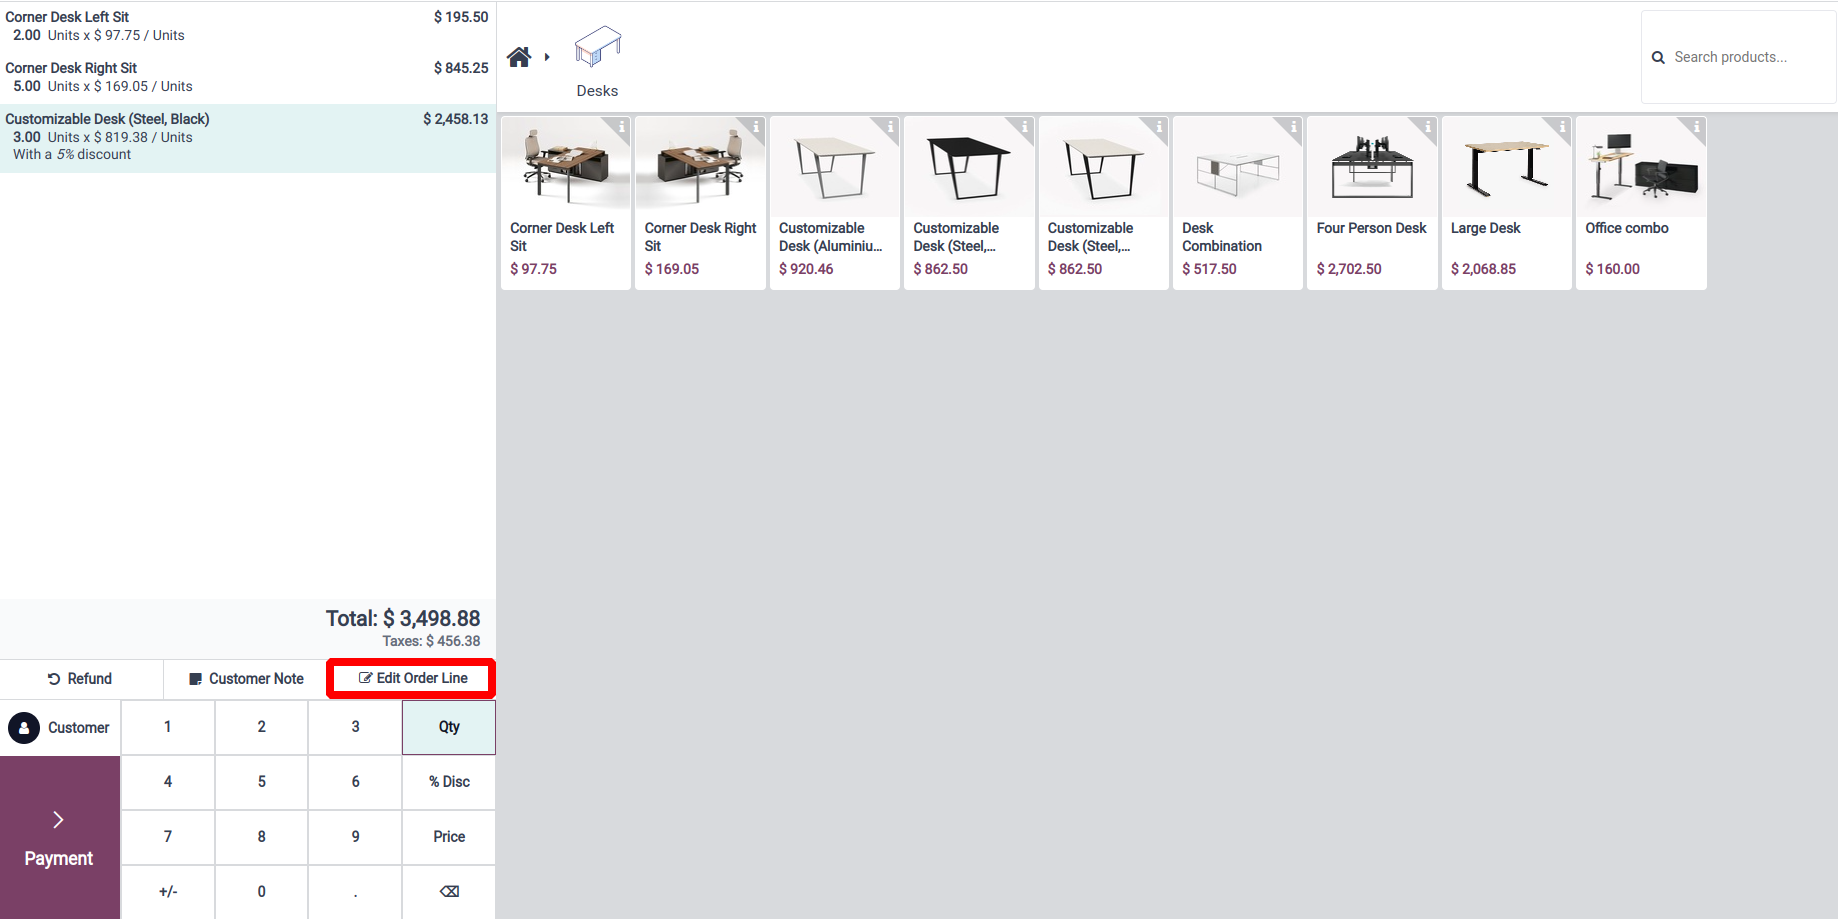 Corner Desk Left Sit $ 195.50
2.00 Units x $ 97.75 / Units
Corner Desk Right Sit $ 845.25
5.00 Units x $ 169.05 / Units
Customizable Desk (Steel, Black) $ 2,458.13
3.00 Units x $ 819.38 / Units
With a 5% discount
Total: $ 3,498.88
Taxes: $ 456.38
Refund Customer Note Edit Order Line
Customer 1 2 3 Qty
4 5 6 % Disc
7 8 9 Price
Payment
+/- 0 .
Desks
Search products...
Corner Desk Left
Sit
$ 97.75
Corner Desk Right
Sit
$ 169.05
Customizable
Desk (Aluminiu...
$ 920.46
Customizable
Desk (Steel,...
$ 862.50
Customizable
Desk (Steel,...
$ 862.50
Desk
Combination
$ 517.50
Four Person Desk
$ 2,702.50
Large Desk
$ 2,068.85
Office combo
$ 160.00